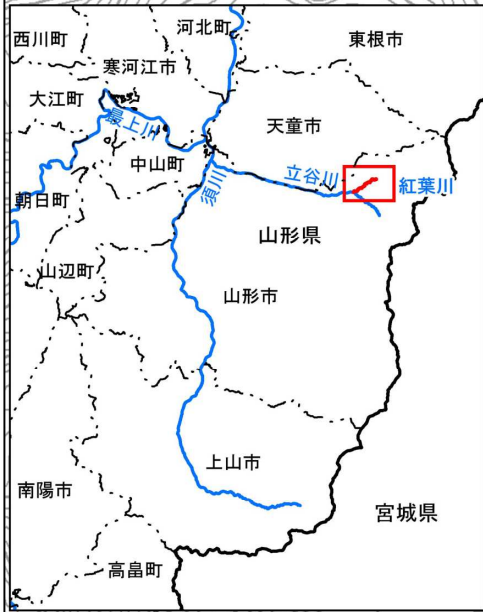 河北町
西川町
東根市
寒河江市
大江町
最上川
天童市
中山町
立谷川
紅葉川
須川
朝日町
山形県
山辺町
山形市
上山市
南陽市
宮城県
高畠町